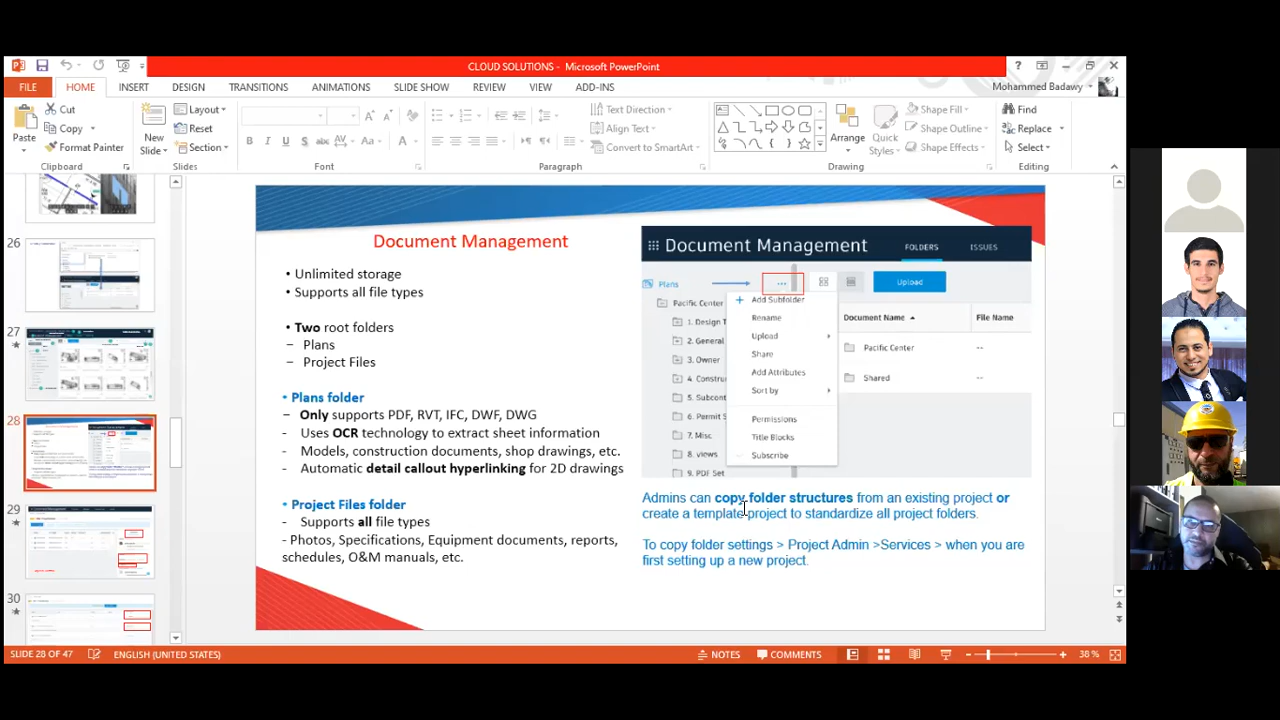 CLOUD SOLUTIONS - Microsoft PowerPoint
FILE HOME INSERT DESIGN TRANSITIONS ANIMATIONS SLIDE SHOW REVIEW VIEW ADD-INS Mohammed Badawy
Paste
Cut
Copy
Format Painter
Clipboard
New Slide
Layout
Reset
Section
Slides
Font
Text Direction
Align Text
Convert to SmartArt
Paragraph
Arrange
Quick Styles
Shape Fill
Shape Outline
Shape Effects
Drawing
Find
Replace
Select
Editing
26
27
28
29
30
Document Management
• Unlimited storage
• Supports all file types
• Two root folders
– Plans
– Project Files
• Plans folder
– Only supports PDF, RVT, IFC, DWF, DWG
- Uses OCR technology to extract sheet information
- Models, construction documents, shop drawings, etc.
- Automatic detail callout hyperlinking for 2D drawings
• Project Files folder
- Supports all file types
- Photos, Specifications, Equipment documents, reports,
schedules, O&M manuals, etc.
Document Management FOLDERS ISSUES
Plans
...
Upload
Pacific Center
1. Design T
2. General
3. Owner
4. Constru
5. Subcont
6. Permit S
7. Misc
8. views
9. PDF Set
+ Add Subfolder
Rename
Upload
Share
Add Attributes
Sort by
Permissions
Title Blocks
Subscribe
Document Name File Name
Pacific Center --
Shared --
Admins can copy folder structures from an existing project or
create a template project to standardize all project folders.
To copy folder settings > Project Admin >Services > when you are
first setting up a new project.
SLIDE 28 OF 47 ENGLISH (UNITED STATES) NOTES COMMENTS 38 %